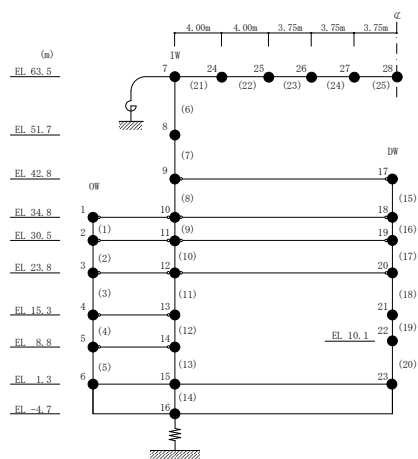 ℄
4.00m 4.00m 3.75m 3.75m 3.75m
(m)
IW
EL 63.5
7 24 25 26 27 28
(21) (22) (23) (24) (25)
(6)
EL 51.7
8
(7)
DW
EL 42.8
9 17
OW
(8) (15)
EL 34.8
1 10 18
(1) (9) (16)
EL 30.5
2 11 19
(2) (10) (17)
EL 23.8
3 12 20
(3) (11) (18)
EL 15.3
4 13 21
(4) (12) (19)
EL 10.1
22
EL 8.8
5 14
(5) (13) (20)
EL 1.3
6 15 23
(14)
EL -4.7
16